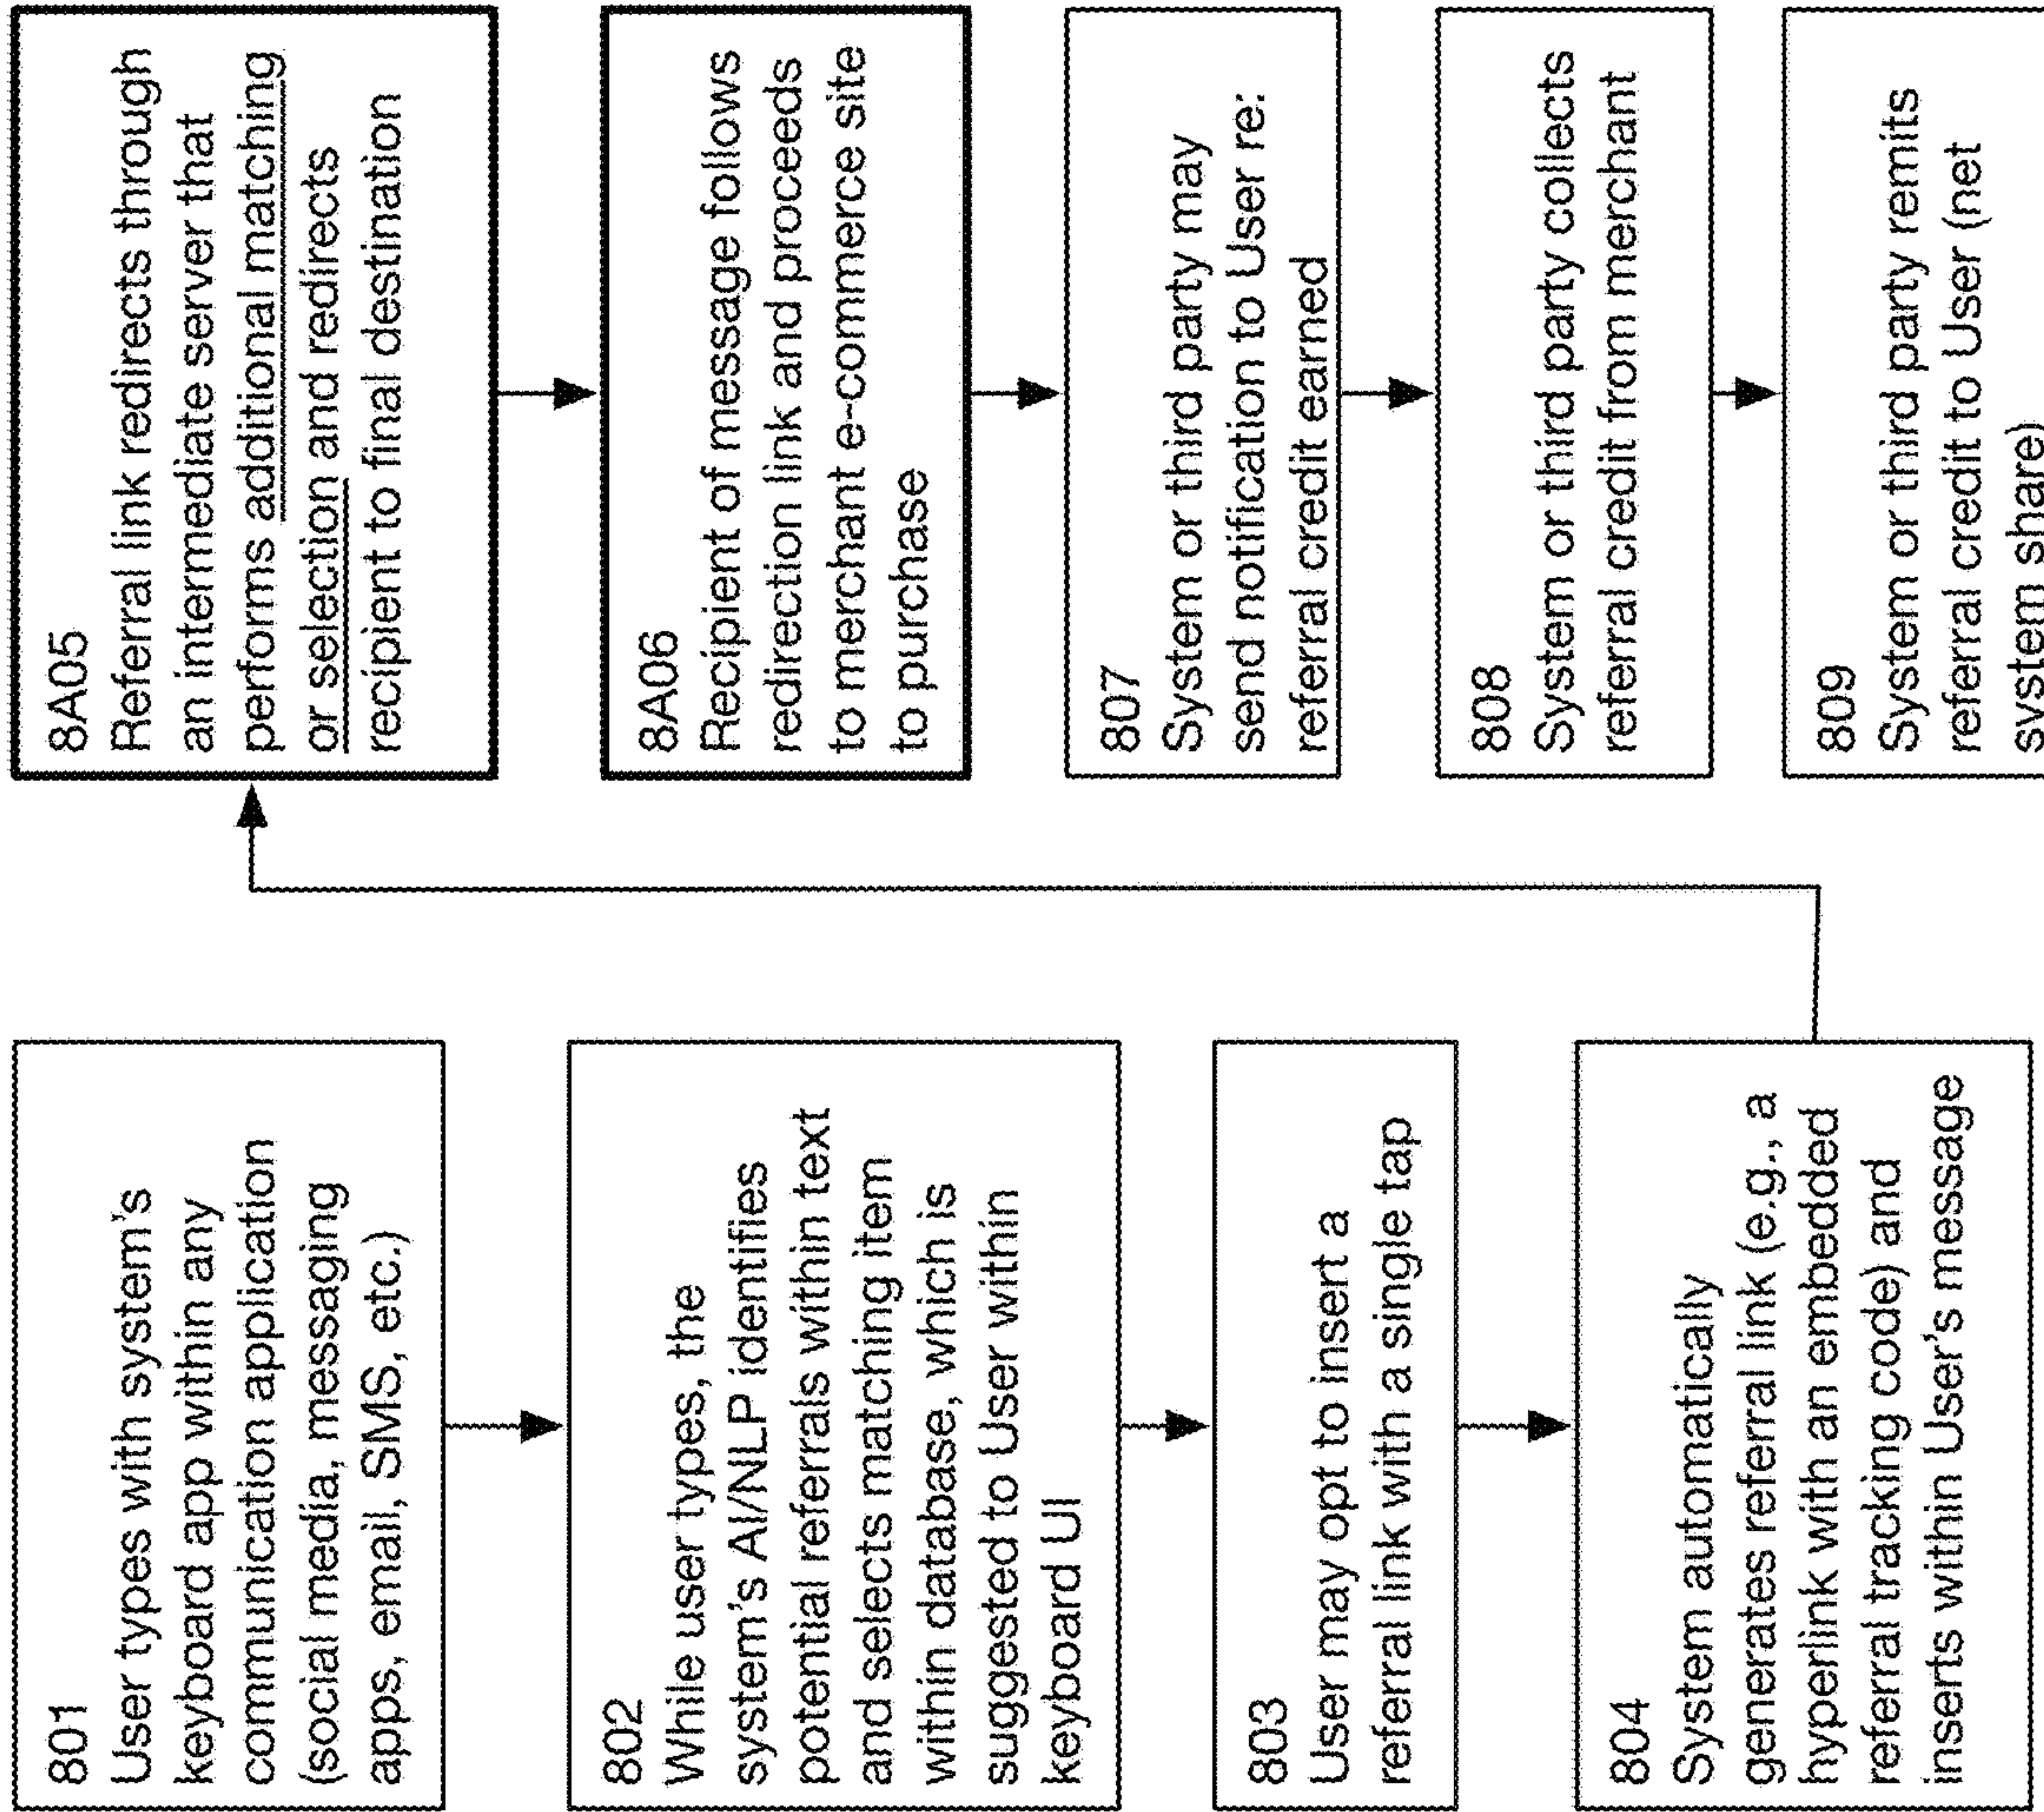 801
User types with system's
keyboard app within any
communication application
(social media, messaging
apps, email, SMS, etc.)
802
While user types, the
system's AI/NLP identifies
potential referrals within text
and selects matching item
within database, which is
suggested to User within
keyboard UI
803
User may opt to insert a
referral link with a single tap
804
System automatically
generates referral link (e.g., a
hyperlink with an embedded
referral tracking code) and
inserts within User's message
8A05
Referral link redirects through
an intermediate server that
performs additional matching
or selection and redirects
recipient to final destination
8A06
Recipient of message follows
redirection link and proceeds
to merchant e-commerce site
to purchase
807
System or third party may
send notification to User re:
referral credit earned
808
System or third party collects
referral credit from merchant
809
System or third party remits
referral credit to User (net
system share)